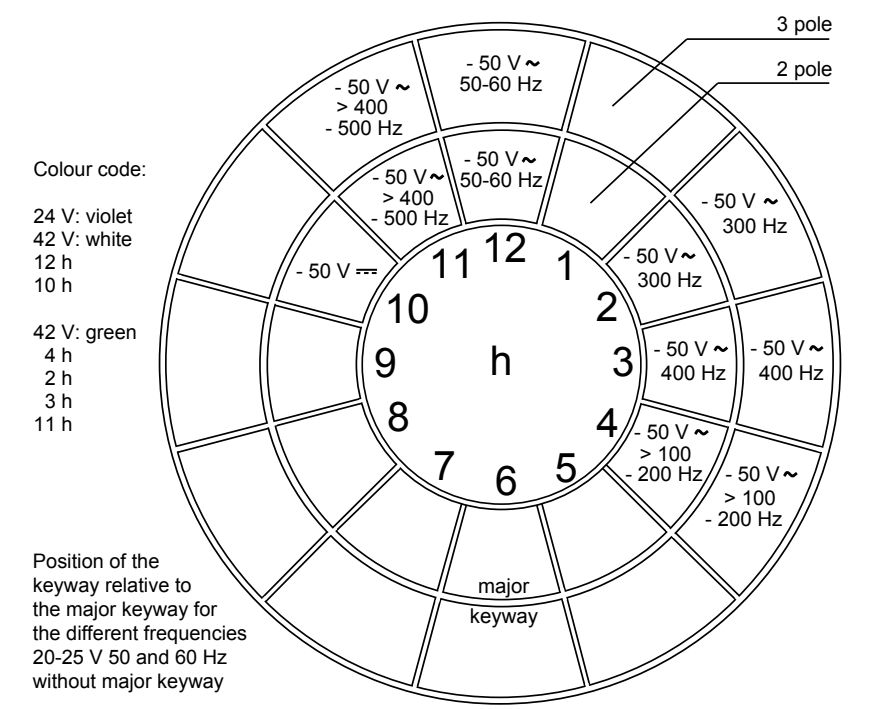 3 pole
2 pole
- 50 V ~
50-60 Hz
- 50 V ~
> 400
- 500 Hz
- 50 V ~
50-60 Hz
- 50 V ~
> 400
- 500 Hz
- 50 V ⎓
- 50 V ~
300 Hz
- 50 V ~
300 Hz
- 50 V ~
400 Hz
- 50 V ~
400 Hz
- 50 V ~
> 100
- 200 Hz
- 50 V ~
> 100
- 200 Hz
12
1
2
3
4
5
6
7
8
9
10
11
h
major
keyway
Colour code:
24 V: violet
42 V: white
12 h
10 h
42 V: green
4 h
2 h
3 h
11 h
Position of the
keyway relative to
the major keyway for
the different frequencies
20-25 V 50 and 60 Hz
without major keyway